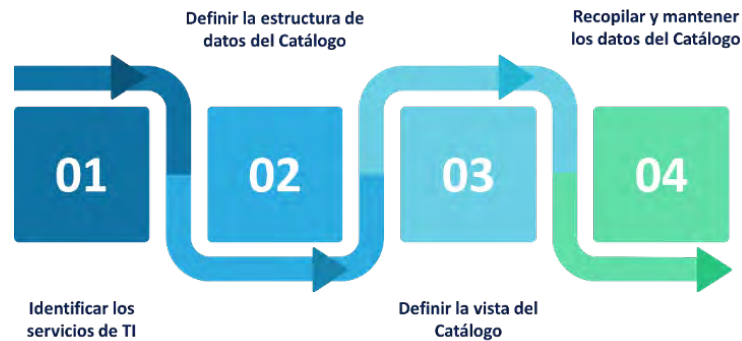 Definir la estructura de
datos del Catálogo
Recopilar y mantener
los datos del Catálogo
01
02
03
04
Identificar los
servicios de TI
Definir la vista del
Catálogo